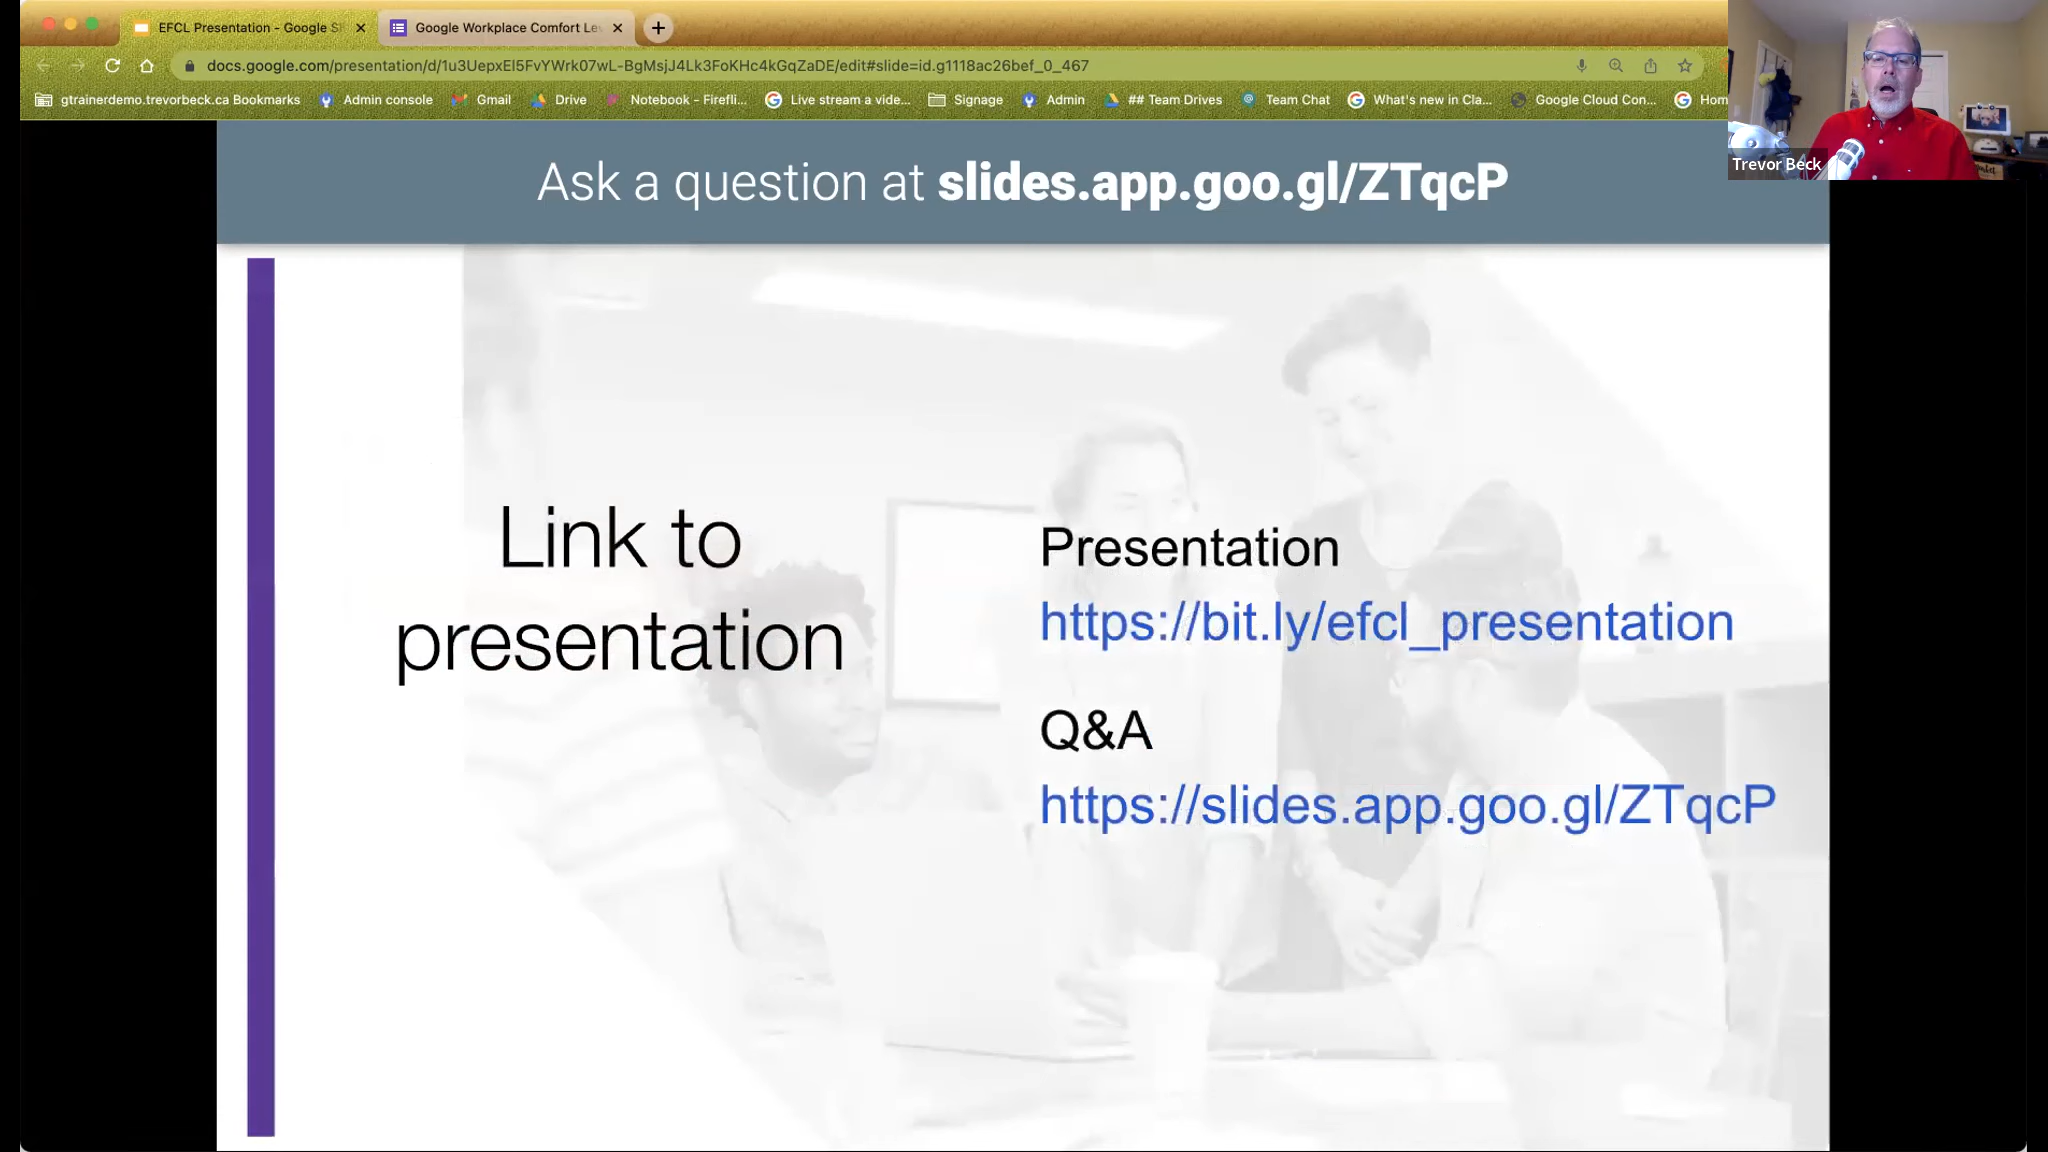 EFCL Presentation - Google Sl
Google Workplace Comfort Le
docs.google.com/presentation/d/1u3UepxEI5FvYWrk07wL-BgMsjJ4Lk3FoKHc4kGqZaDE/edit#slide=id.g1118ac26bef_0_467
gtrainerdemo.trevorbeck.ca Bookmarks Admin console Gmail Drive Notebook - Firefli... Live stream a vide... Signage Admin ## Team Drives Team Chat What's new in Cla... Google Cloud Con... Hom
Trevor Beck
Ask a question at slides.app.goo.gl/ZTqcP
Link to
presentation
Presentation
https://bit.ly/efcl_presentation
Q&A
https://slides.app.goo.gl/ZTqcP